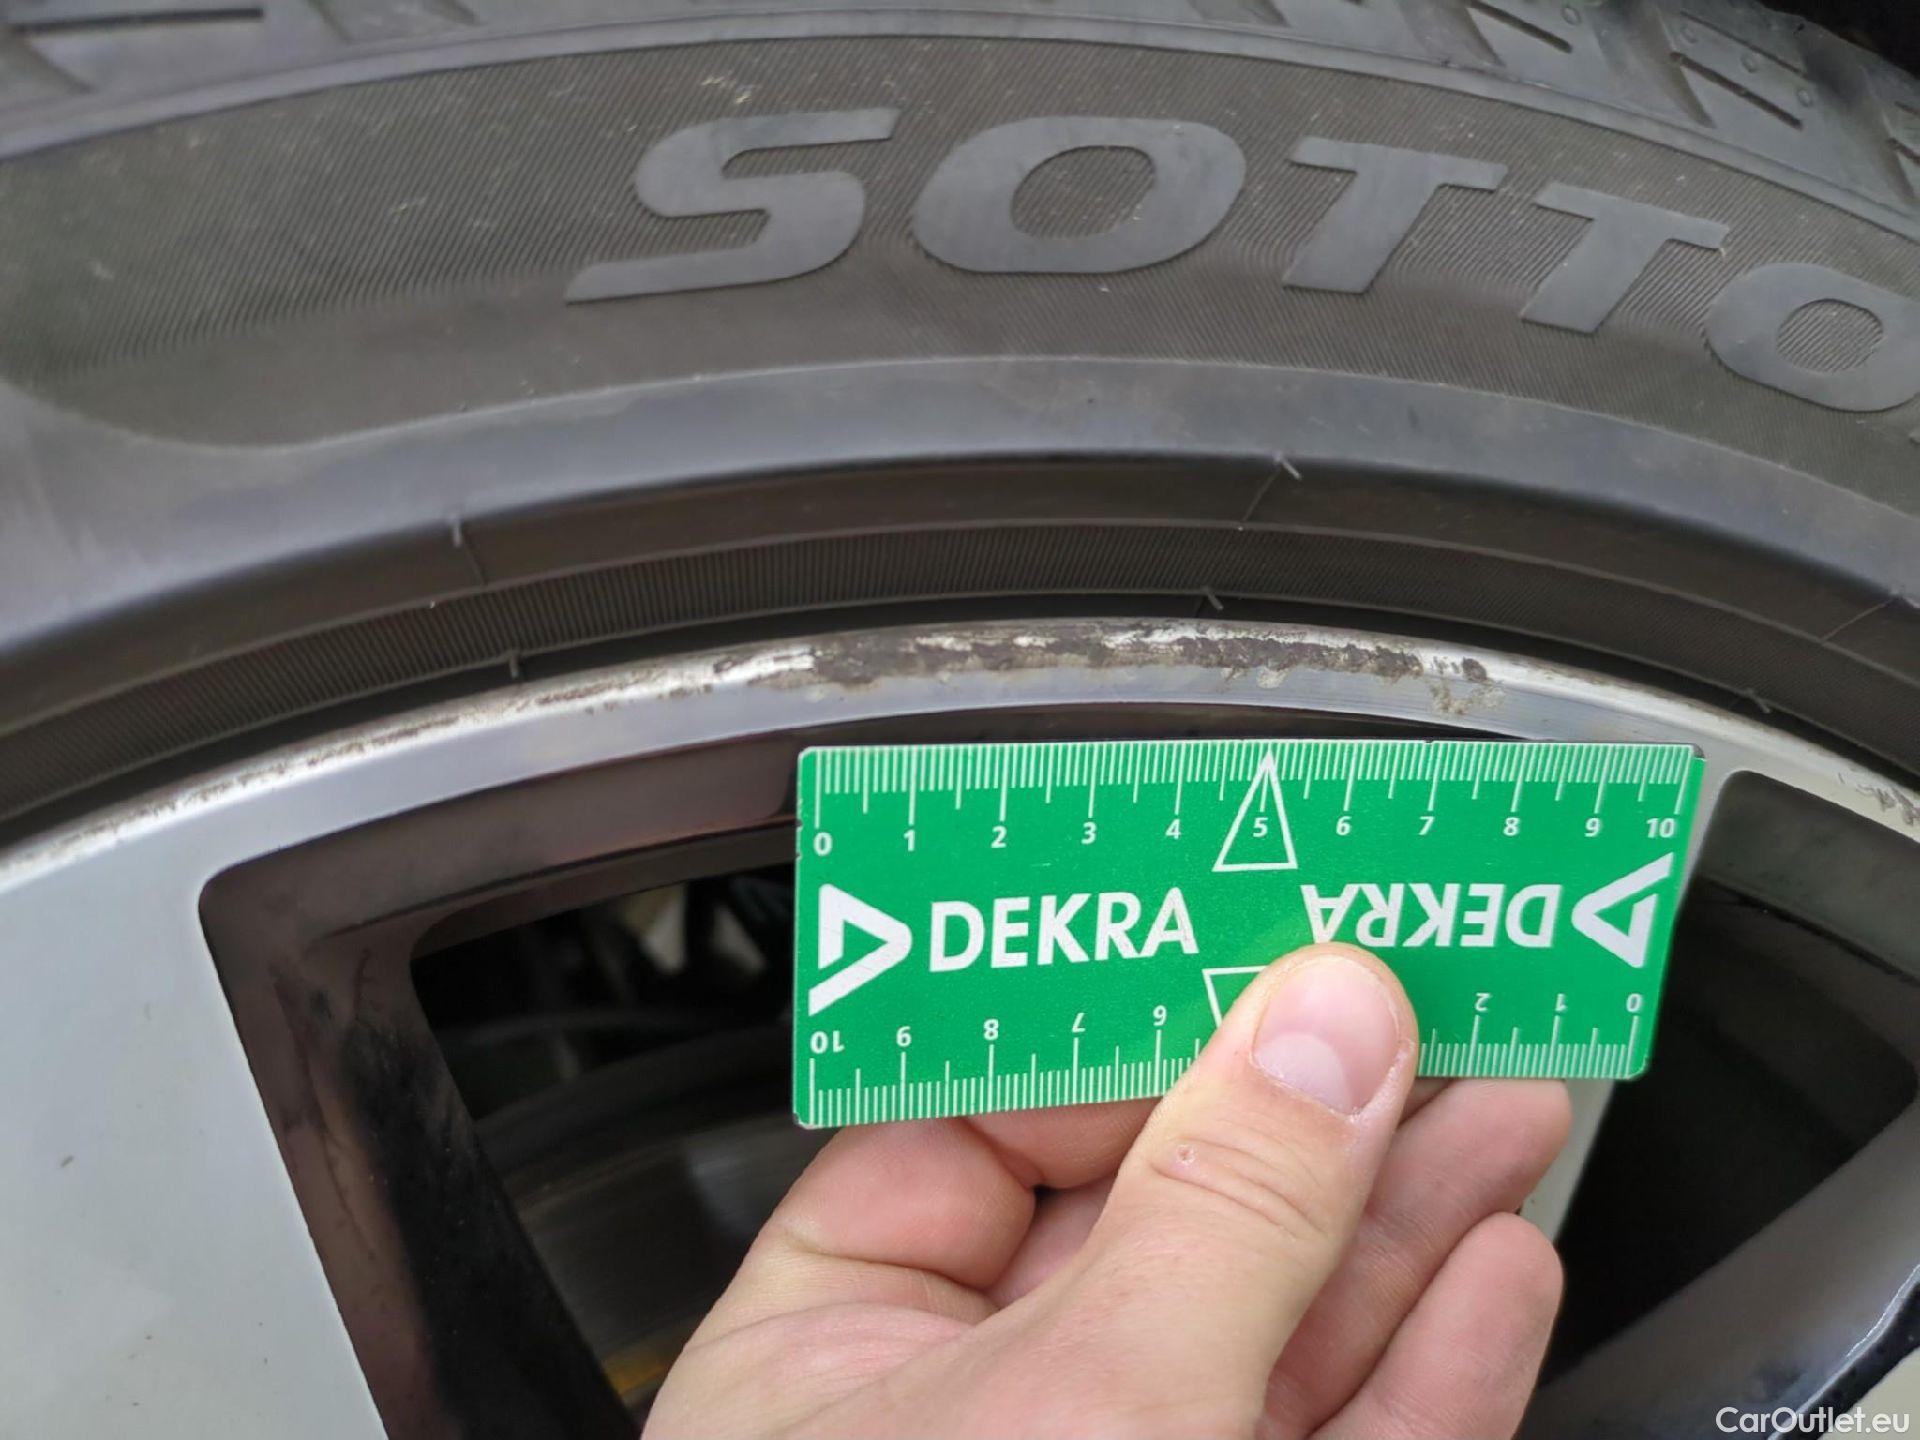 SOTTO
0 1 2 3 4 5 6 7 8 9 10
DEKRA
DEKRA
10 9 8 7 6 2 1 0
CarOutlet.eu